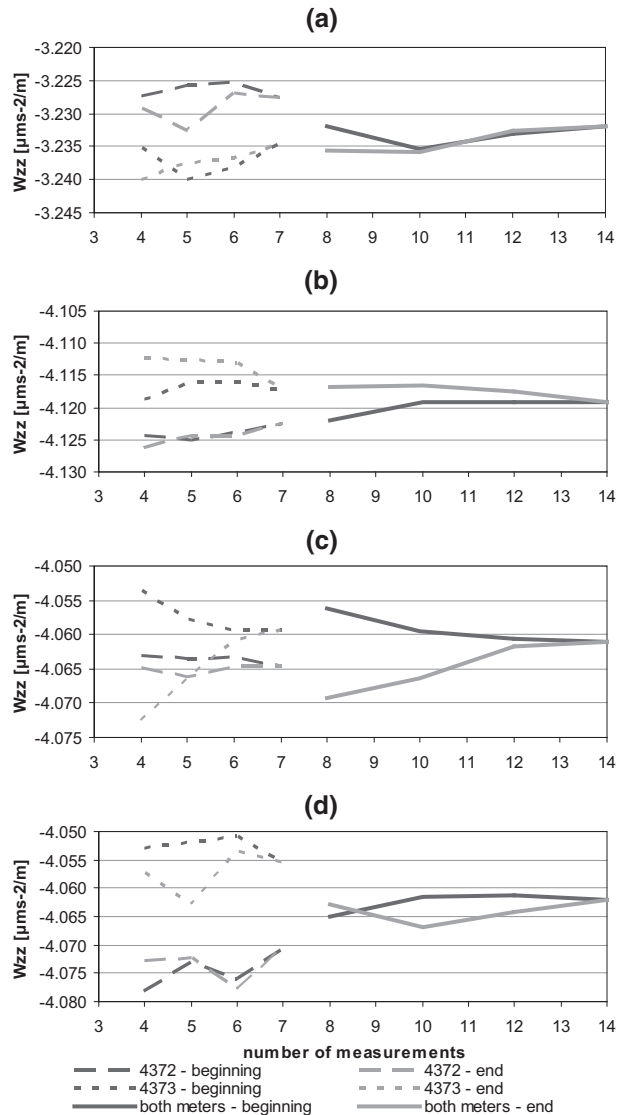 (a)
Wzz [µms-2/m]
-3.220
-3.225
-3.230
-3.235
-3.240
-3.245
3 4 5 6 7 8 9 10 11 12 13 14
(b)
Wzz [µms-2/m]
-4.105
-4.110
-4.115
-4.120
-4.125
-4.130
3 4 5 6 7 8 9 10 11 12 13 14
(c)
Wzz [µms-2/m]
-4.050
-4.055
-4.060
-4.065
-4.070
-4.075
3 4 5 6 7 8 9 10 11 12 13 14
(d)
Wzz [µms-2/m]
-4.050
-4.055
-4.060
-4.065
-4.070
-4.075
-4.080
3 4 5 6 7 8 9 10 11 12 13 14
number of measurements
4372 - beginning 4372 - end
4373 - beginning 4373 - end
both meters - beginning both meters - end